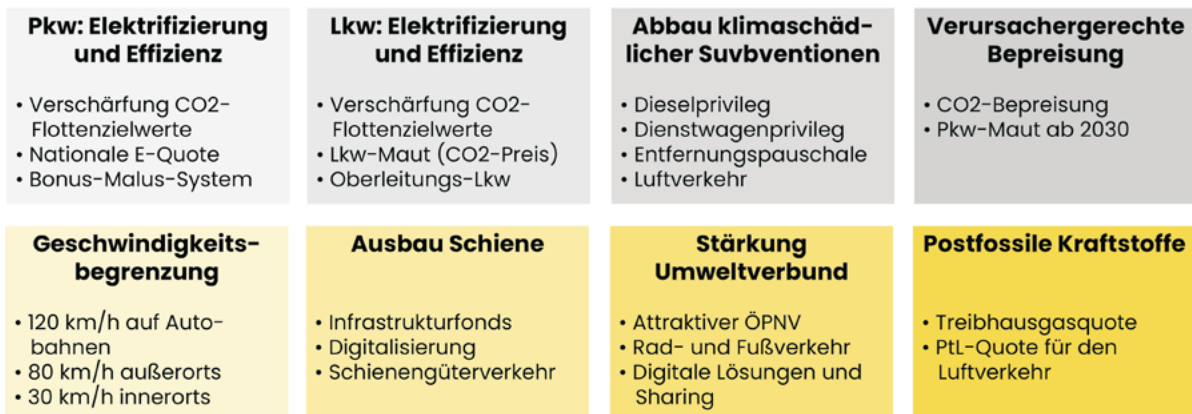 Pkw: Elektrifizierung
und Effizienz
• Verschärfung CO2-
Flottenzielwerte
• Nationale E-Quote
• Bonus-Malus-System
Lkw: Elektrifizierung
und Effizienz
• Verschärfung CO2-
Flottenzielwerte
• Lkw-Maut (CO2-Preis)
• Oberleitungs-Lkw
Abbau klimaschäd-
licher Suvbventionen
• Dieselprivileg
• Dienstwagenprivileg
• Entfernungspauschale
• Luftverkehr
Verursachergerechte
Bepreisung
• CO2-Bepreisung
• Pkw-Maut ab 2030
Geschwindigkeits-
begrenzung
• 120 km/h auf Auto-
bahnen
• 80 km/h außerorts
• 30 km/h innerorts
Ausbau Schiene
• Infrastrukturfonds
• Digitalisierung
• Schienengüterverkehr
Stärkung
Umweltverbund
• Attraktiver ÖPNV
• Rad- und Fußverkehr
• Digitale Lösungen und
Sharing
Postfossile Kraftstoffe
• Treibhausgasquote
• PtL-Quote für den
Luftverkehr